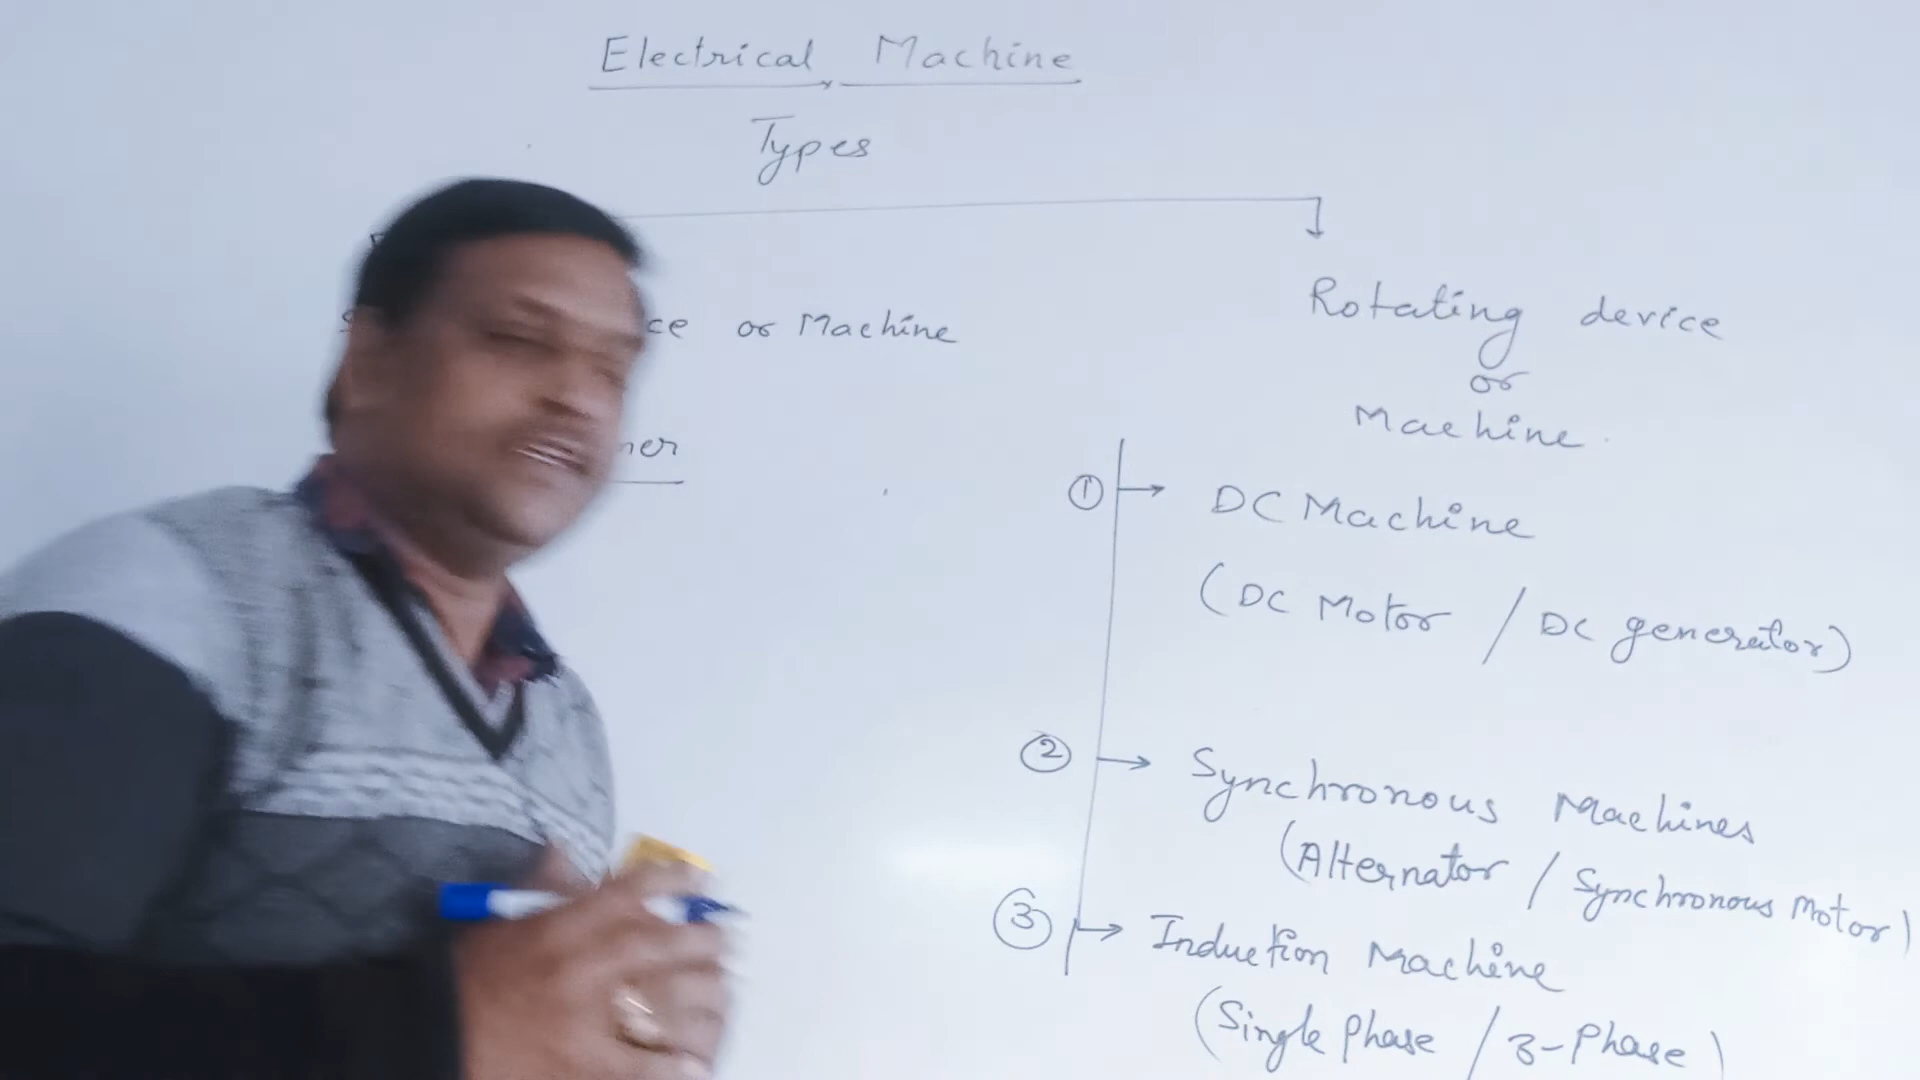 Electrical Machine
Types
or Machine
Rotating device
or
Machine
① → DC Machine
(DC Motor / DC generator)
② → Synchronous Machines
(Alternator / Synchronous Motor)
③ → Induction Machine
(Single Phase / 3-Phase)